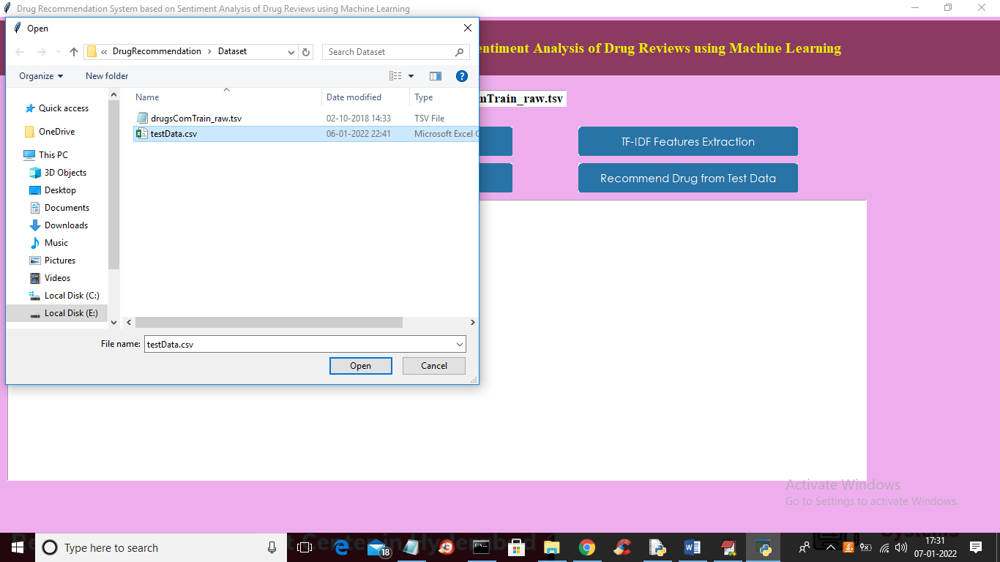 Drug Recommendation System based on Sentiment Analysis of Drug Reviews using Machine Learning
Open
« DrugRecommendation › Dataset
Search Dataset
entiment Analysis of Drug Reviews using Machine Learning
Organize
New folder
Name
Date modified
Type
mTrain_raw.tsv
Quick access
OneDrive
This PC
3D Objects
Desktop
Documents
Downloads
Music
Pictures
Videos
Local Disk (C:)
Local Disk (E:)
drugsComTrain_raw.tsv 02-10-2018 14:33 TSV File
testData.csv 06-01-2022 22:41 Microsoft Excel
TF-IDF Features Extraction
Recommend Drug from Test Data
File name: testData.csv
Open
Cancel
Activate Windows
Go to Settings to activate Windows.
Type here to search
18
17:31
07-01-2022